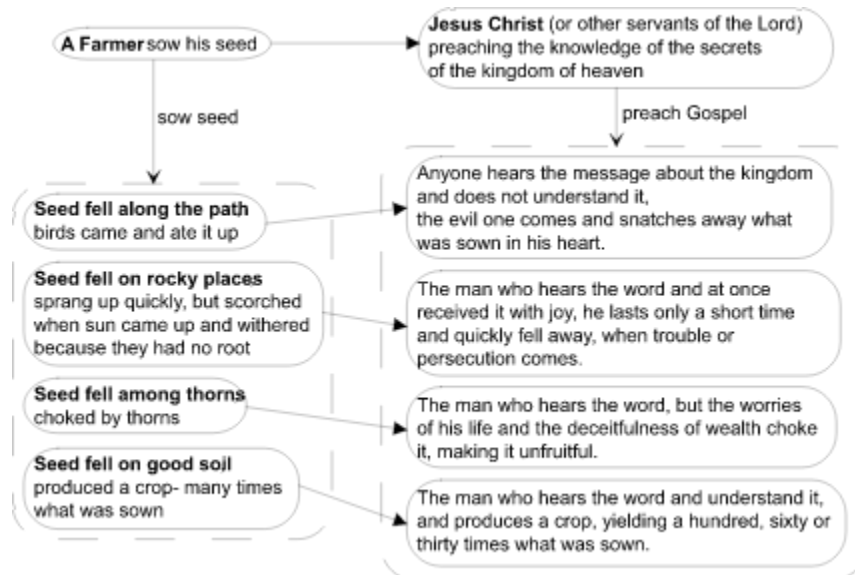 A Farmer sow his seed
Jesus Christ (or other servants of the Lord)
preaching the knowledge of the secrets
of the kingdom of heaven
sow seed
preach Gospel
Seed fell along the path
birds came and ate it up
Anyone hears the message about the kingdom
and does not understand it,
the evil one comes and snatches away what
was sown in his heart.
Seed fell on rocky places
sprang up quickly, but scorched
when sun came up and withered
because they had no root
The man who hears the word and at once
received it with joy, he lasts only a short time
and quickly fell away, when trouble or
persecution comes.
Seed fell among thorns
choked by thorns
The man who hears the word, but the worries
of his life and the deceitfulness of wealth choke
it, making it unfruitful.
Seed fell on good soil
produced a crop- many times
what was sown
The man who hears the word and understand it,
and produces a crop, yielding a hundred, sixty or
thirty times what was sown.